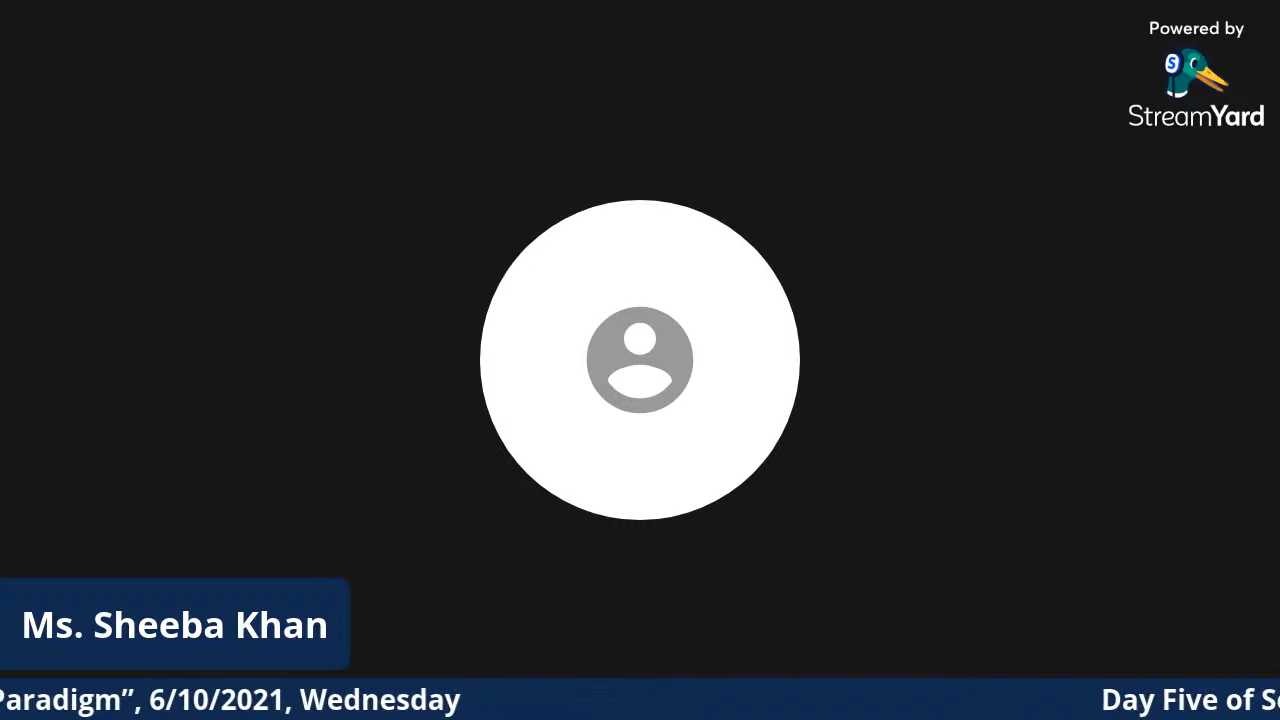 Powered by
S
StreamYard
Ms. Sheeba Khan
Paradigm”, 6/10/2021, Wednesday
Day Five of